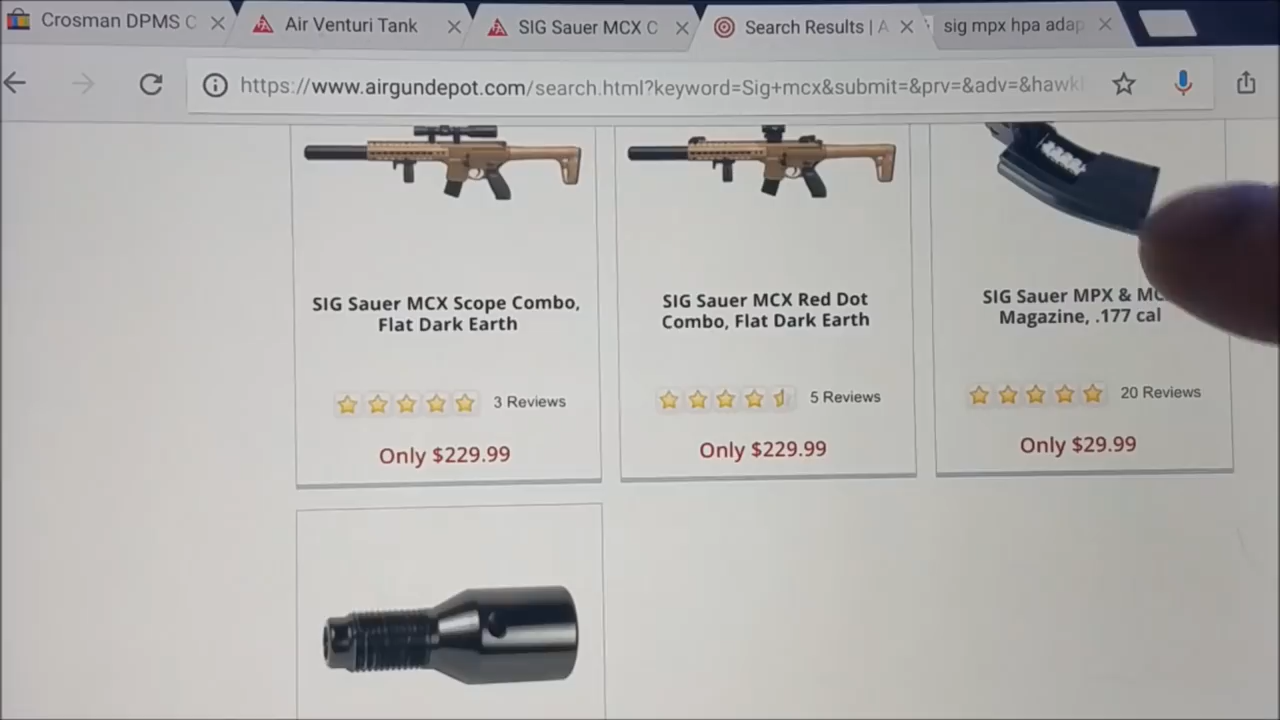 Crosman DPMS C
Air Venturi Tank
SIG Sauer MCX C
Search Results | A
sig mpx hpa adap
https://www.airgundepot.com/search.html?keyword=Sig+mcx&submit=&prv=&adv=&hawk
SIG Sauer MCX Scope Combo,
Flat Dark Earth
3 Reviews
Only $229.99
SIG Sauer MCX Red Dot
Combo, Flat Dark Earth
5 Reviews
Only $229.99
SIG Sauer MPX & MC
Magazine, .177 cal
20 Reviews
Only $29.99